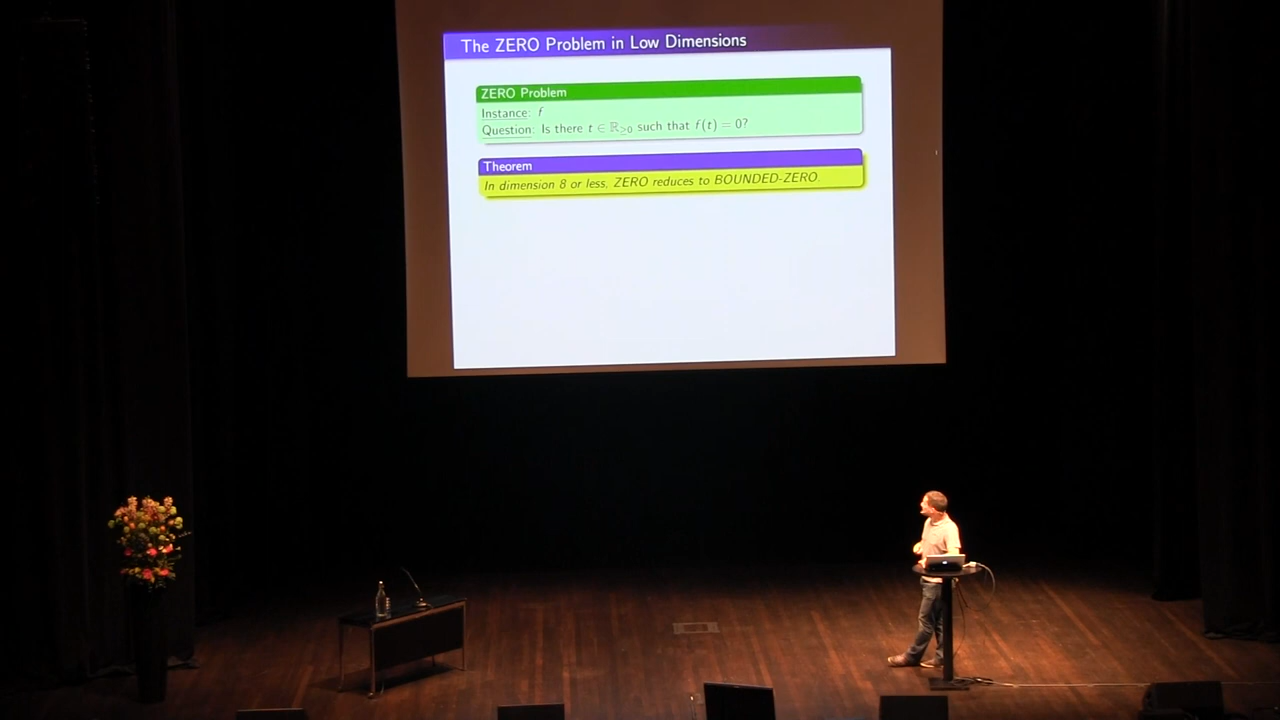 The ZERO Problem in Low Dimensions
ZERO Problem
Instance: f
Question: Is there t ∈ ℝ≥0 such that f(t) = 0?
Theorem
In dimension 8 or less, ZERO reduces to BOUNDED-ZERO.